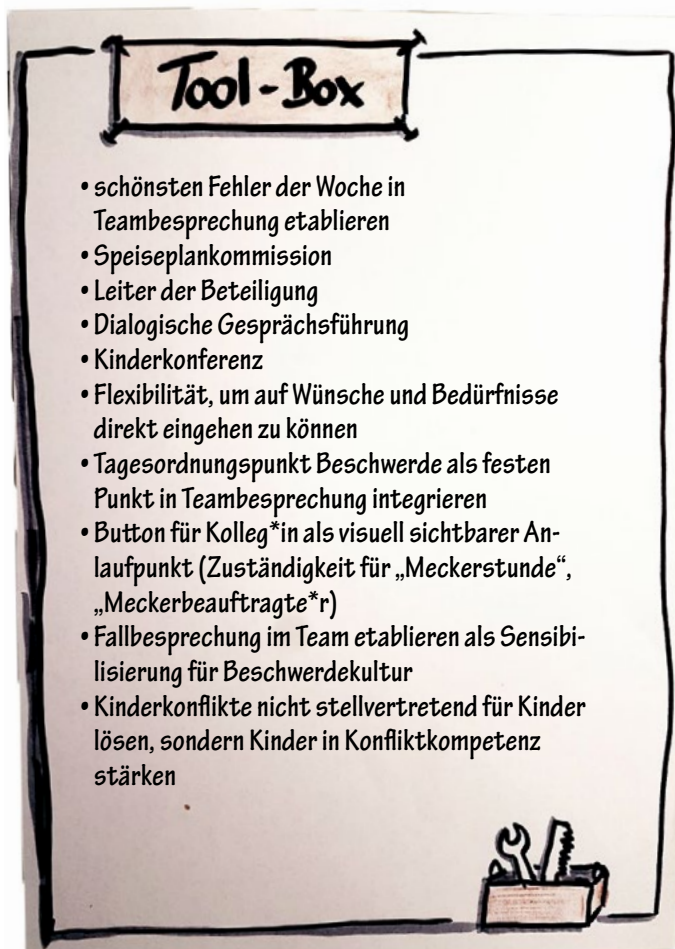 Tool-Box
• schönsten Fehler der Woche in
Teambesprechung etablieren
• Speiseplankommission
• Leiter der Beteiligung
• Dialogische Gesprächsführung
• Kinderkonferenz
• Flexibilität, um auf Wünsche und Bedürfnisse
direkt eingehen zu können
• Tagesordnungspunkt Beschwerde als festen
Punkt in Teambesprechung integrieren
• Button für Kolleg*in als visuell sichtbarer An-
laufpunkt (Zuständigkeit für „Meckerstunde“,
„Meckerbeauftragte*r)
• Fallbesprechung im Team etablieren als Sensibi-
lisierung für Beschwerdekultur
• Kinderkonflikte nicht stellvertretend für Kinder
lösen, sondern Kinder in Konfliktkompetenz
stärken